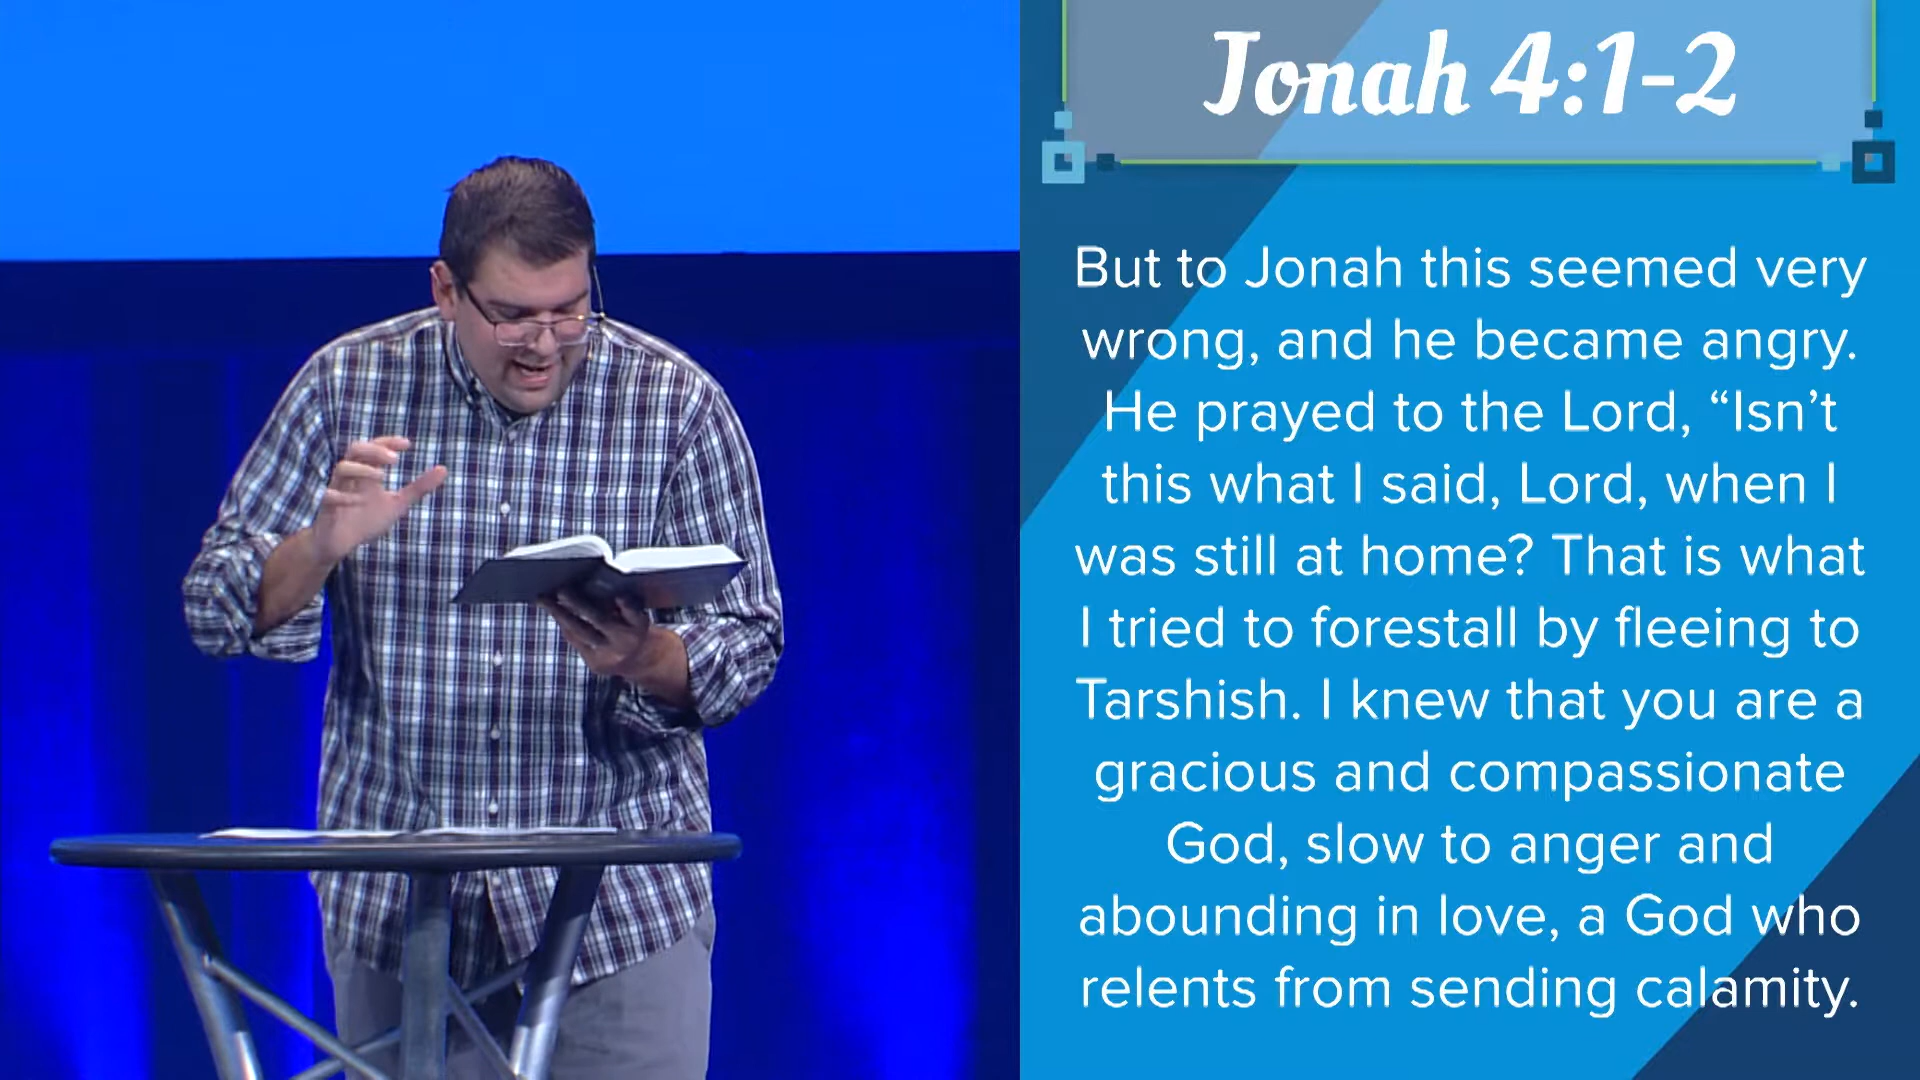 Jonah 4:1-2
But to Jonah this seemed very
wrong, and he became angry.
He prayed to the Lord, “Isn’t
this what I said, Lord, when I
was still at home? That is what
I tried to forestall by fleeing to
Tarshish. I knew that you are a
gracious and compassionate
God, slow to anger and
abounding in love, a God who
relents from sending calamity.